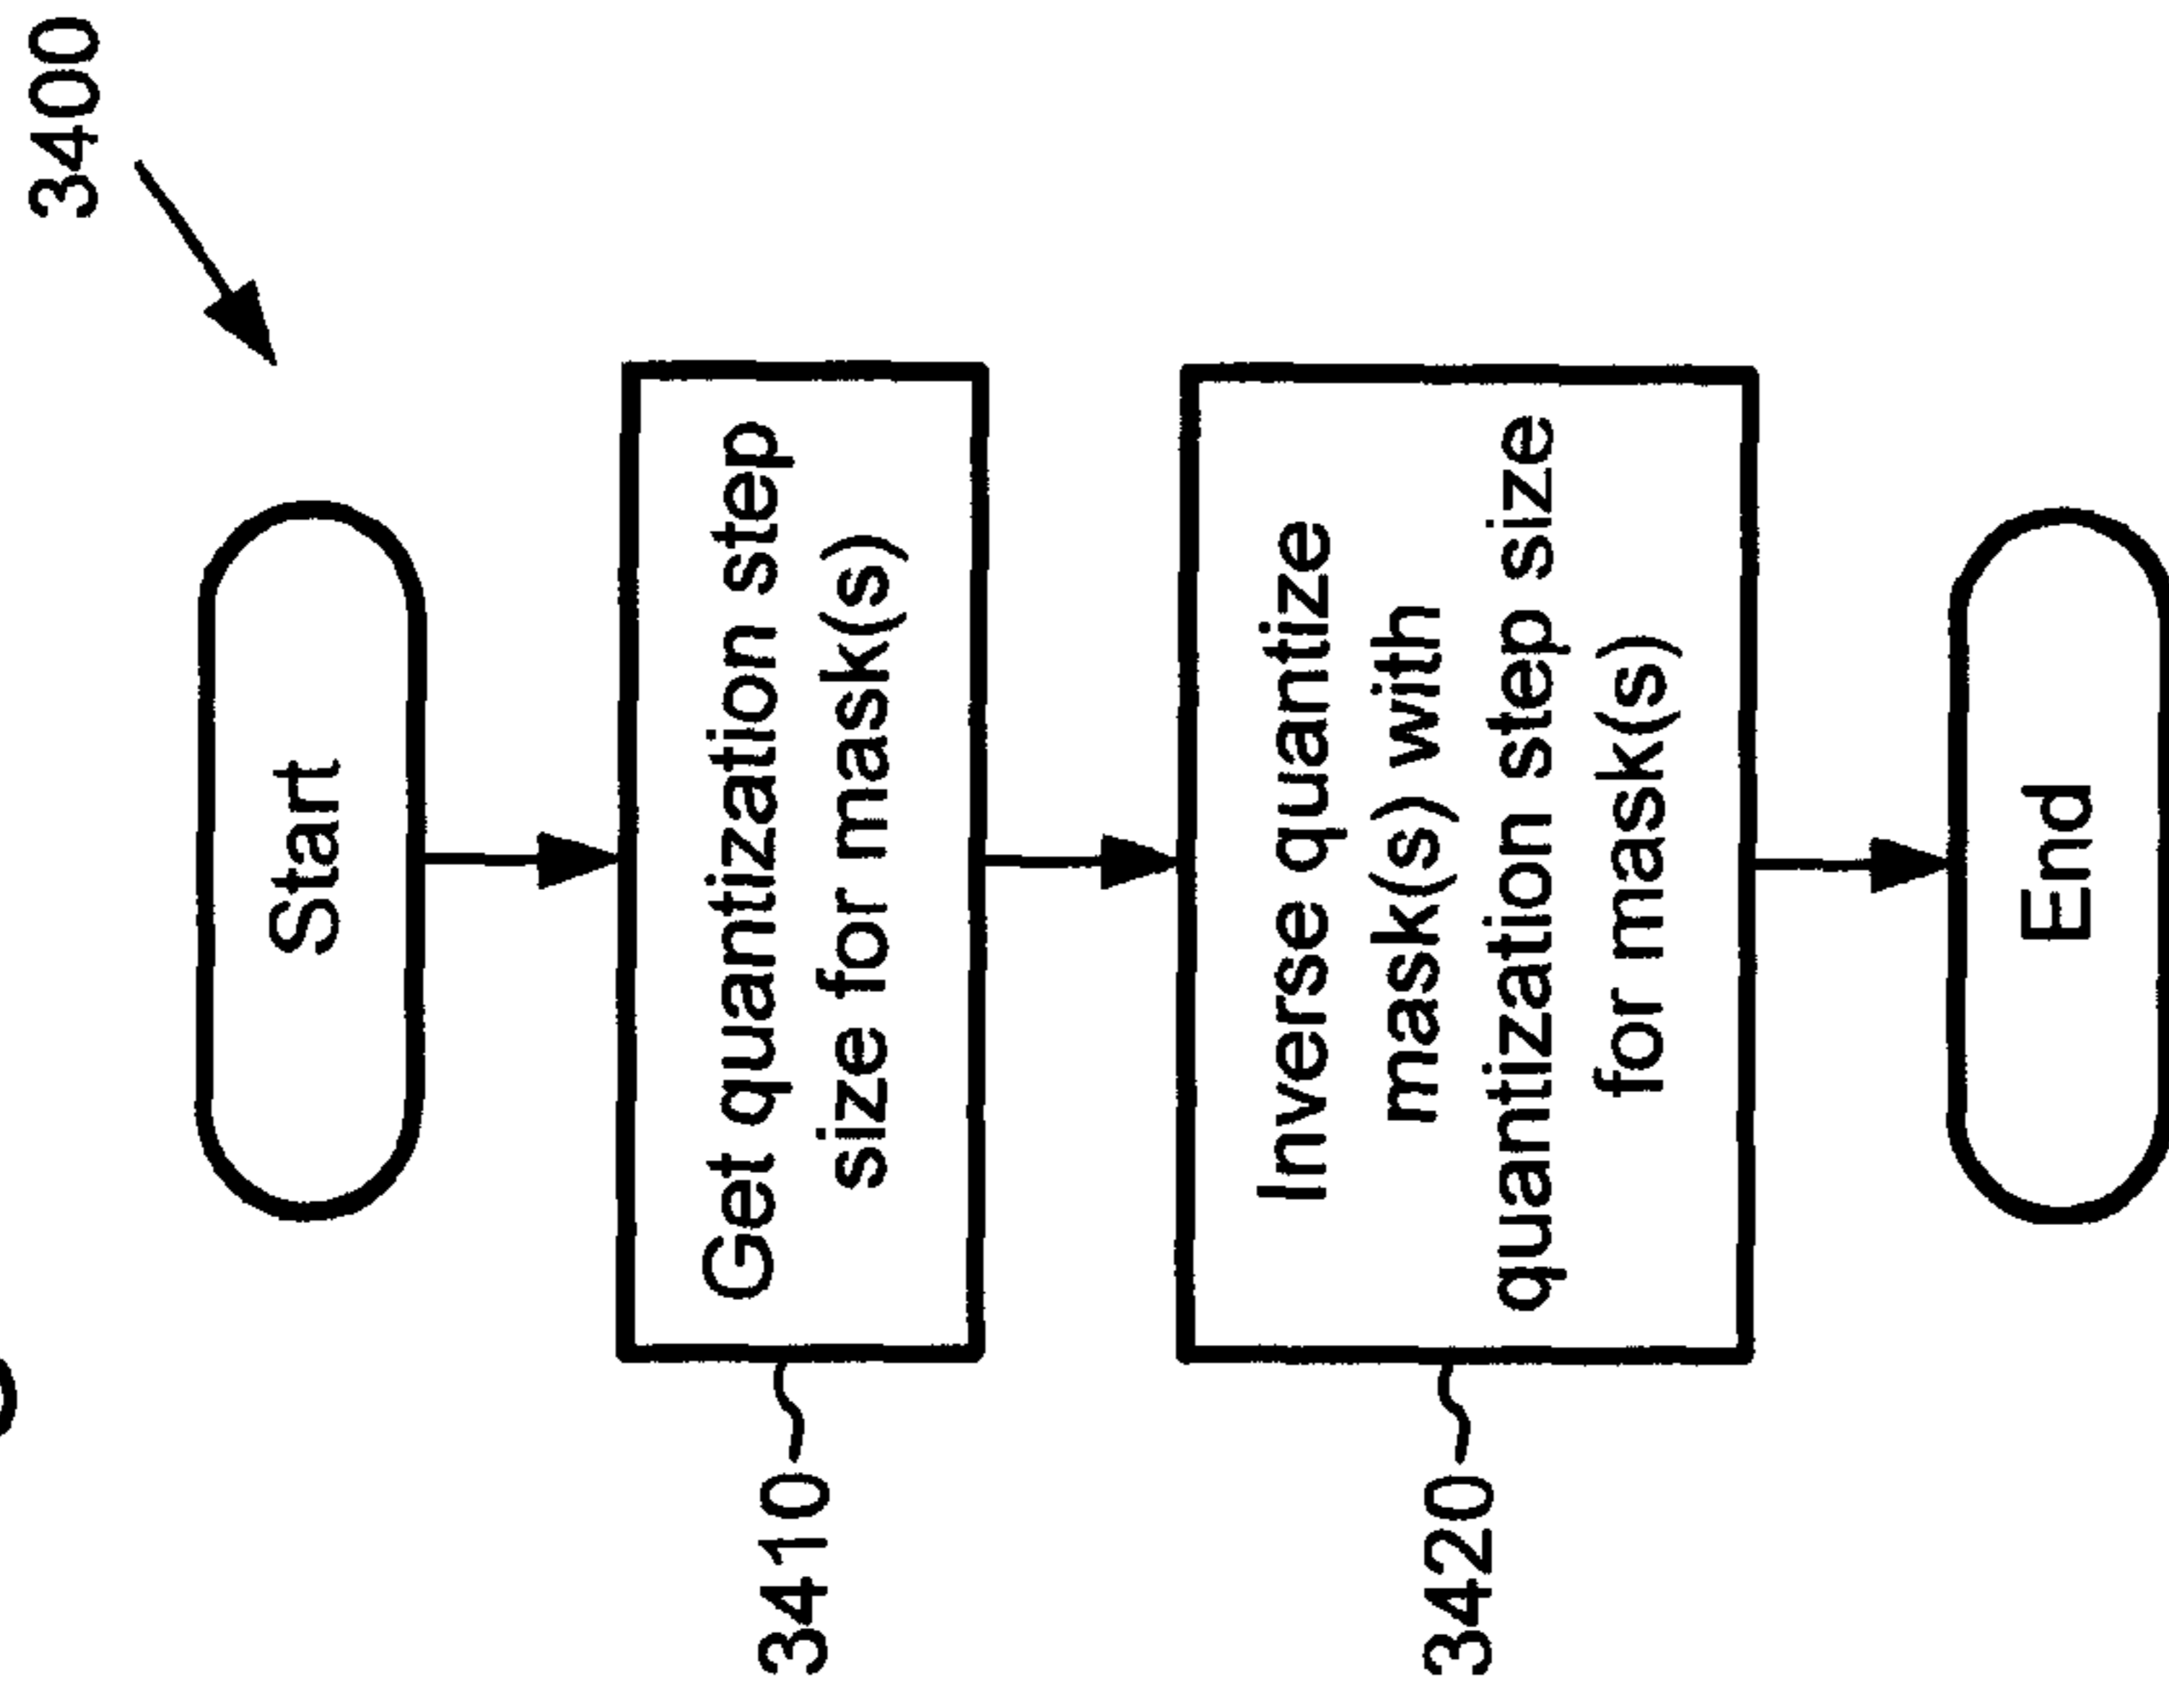 3400
Start
Get quantization step
size for mask(s)
3410
Inverse quantize
mask(s) with
quantization step size
for mask(s)
3420
End